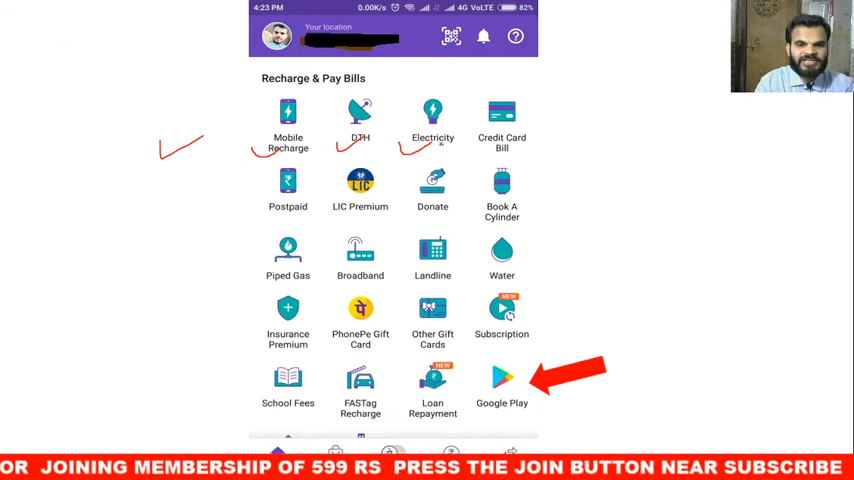 4:23 PM 0.00K/s 4G VoLTE 82%
Your location
Recharge & Pay Bills
Mobile Recharge DTH Electricity Credit Card Bill
Postpaid LIC Premium Donate Book A Cylinder
LIC
Piped Gas Broadband Landline Water
NEW
Insurance Premium PhonePe Gift Card Other Gift Cards Subscription
पे
NEW
School Fees FASTag Recharge Loan Repayment Google Play
OR JOINING MEMBERSHIP OF 599 RS PRESS THE JOIN BUTTON NEAR SUBSCRIBE